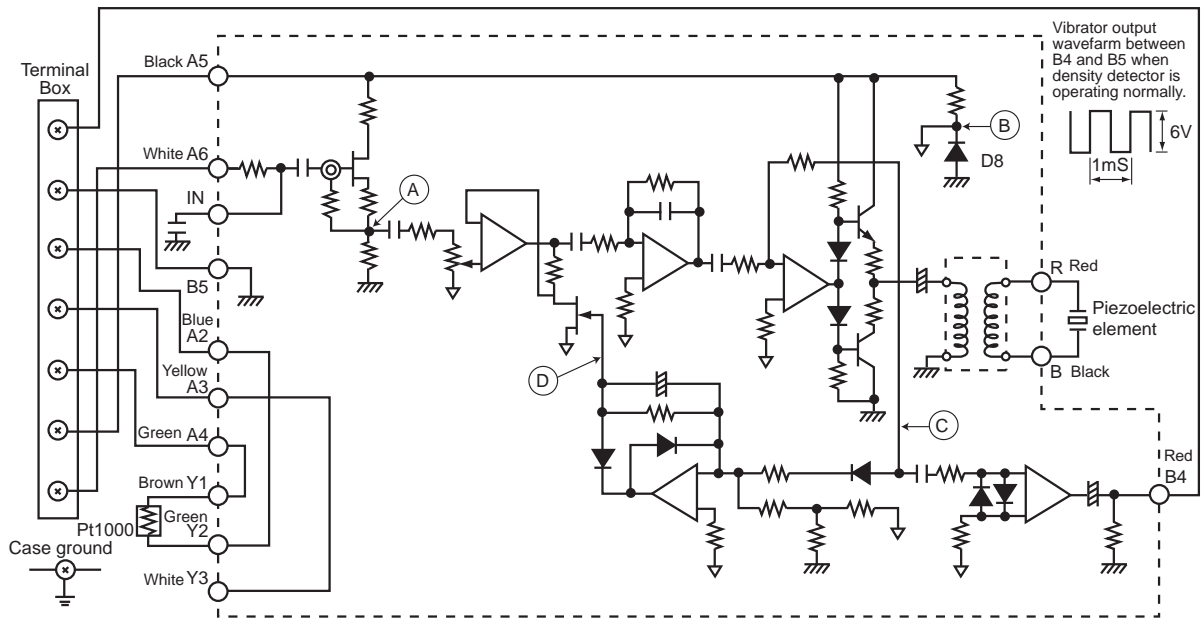 Terminal
Box
Black A5
White A6
IN
B5
Blue
A2
Yellow
A3
Green A4
Brown Y1
Green
Y2
Pt1000
White Y3
Case ground
A
B
D8
C
D
Vibrator output
wavefarm between
B4 and B5 when
density detector is
operating normally.
6V
1mS
R Red
Piezoelectric
element
B Black
Red
B4